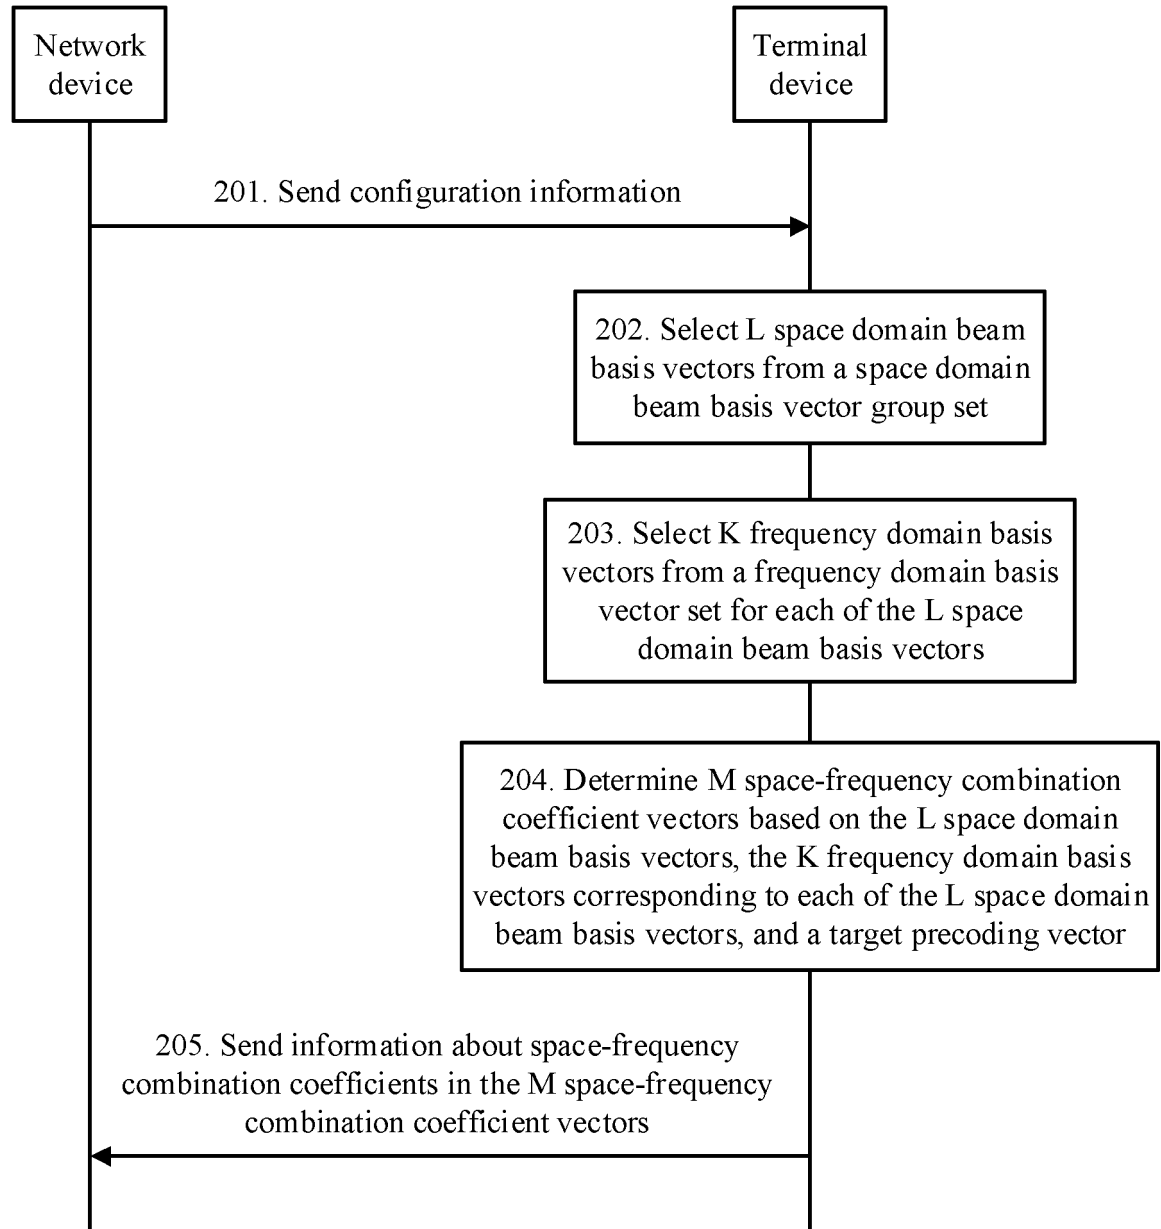 Network
device
Terminal
device
201. Send configuration information
202. Select L space domain beam
basis vectors from a space domain
beam basis vector group set
203. Select K frequency domain basis
vectors from a frequency domain basis
vector set for each of the L space
domain beam basis vectors
204. Determine M space-frequency combination
coefficient vectors based on the L space domain
beam basis vectors, the K frequency domain basis
vectors corresponding to each of the L space domain
beam basis vectors, and a target precoding vector
205. Send information about space-frequency
combination coefficients in the M space-frequency
combination coefficient vectors